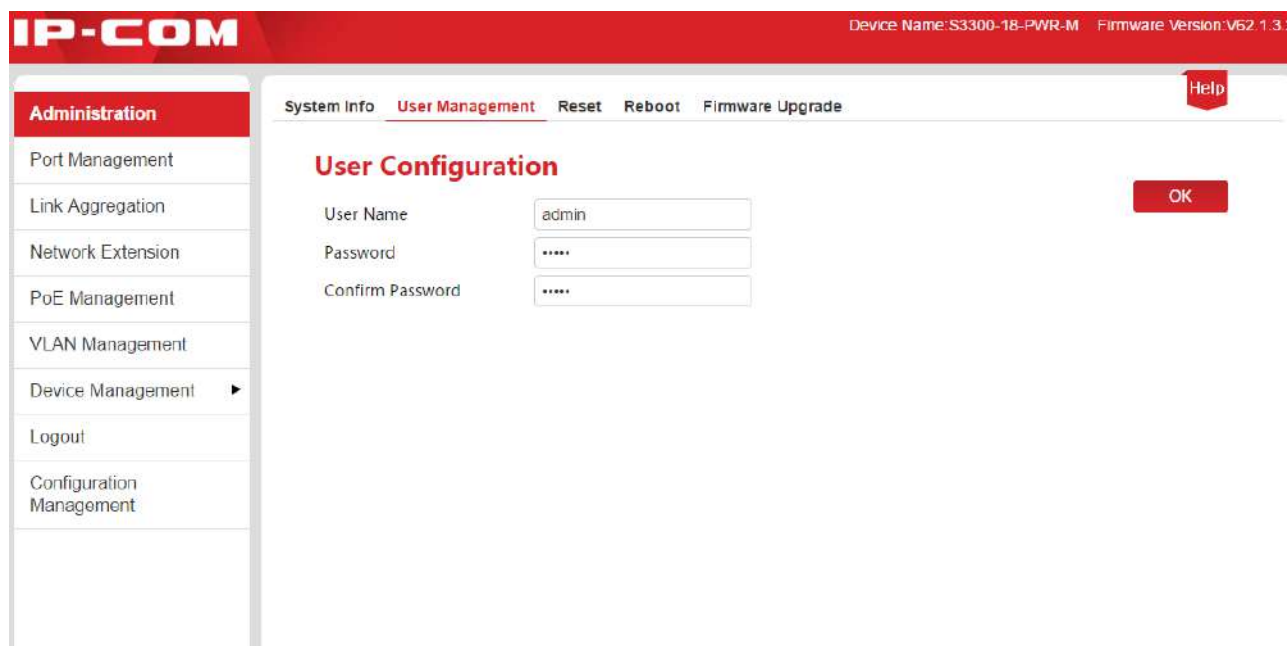 IP-COM
Device Name:S3300-18-PWR-M Firmware Version:V62.1.3.
Help
Administration
Port Management
Link Aggregation
Network Extension
PoE Management
VLAN Management
Device Management
Logout
Configuration
Management
System Info User Management Reset Reboot Firmware Upgrade
User Configuration
OK
User Name admin
Password •••••
Confirm Password •••••